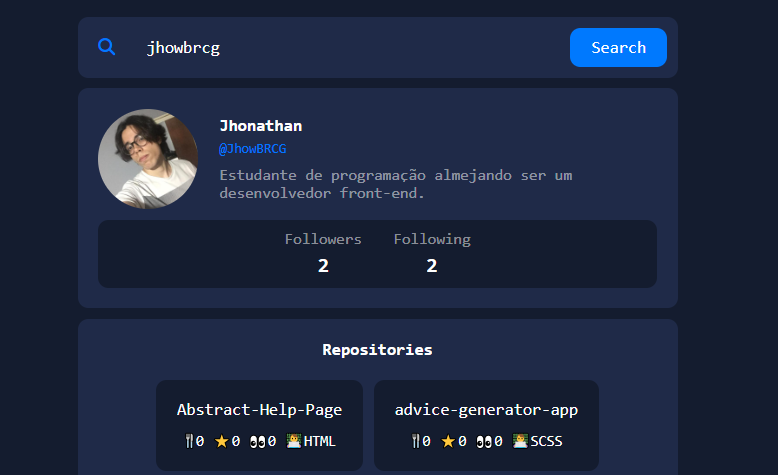 jhowbrcg
Search
Jhonathan
@JhowBRCG
Estudante de programação almejando ser um
desenvolvedor front-end.
Followers Following
2 2
Repositories
Abstract-Help-Page advice-generator-app
🍴0 ⭐0 👀0 👨‍💻HTML 🍴0 ⭐0 👀0 👨‍💻SCSS